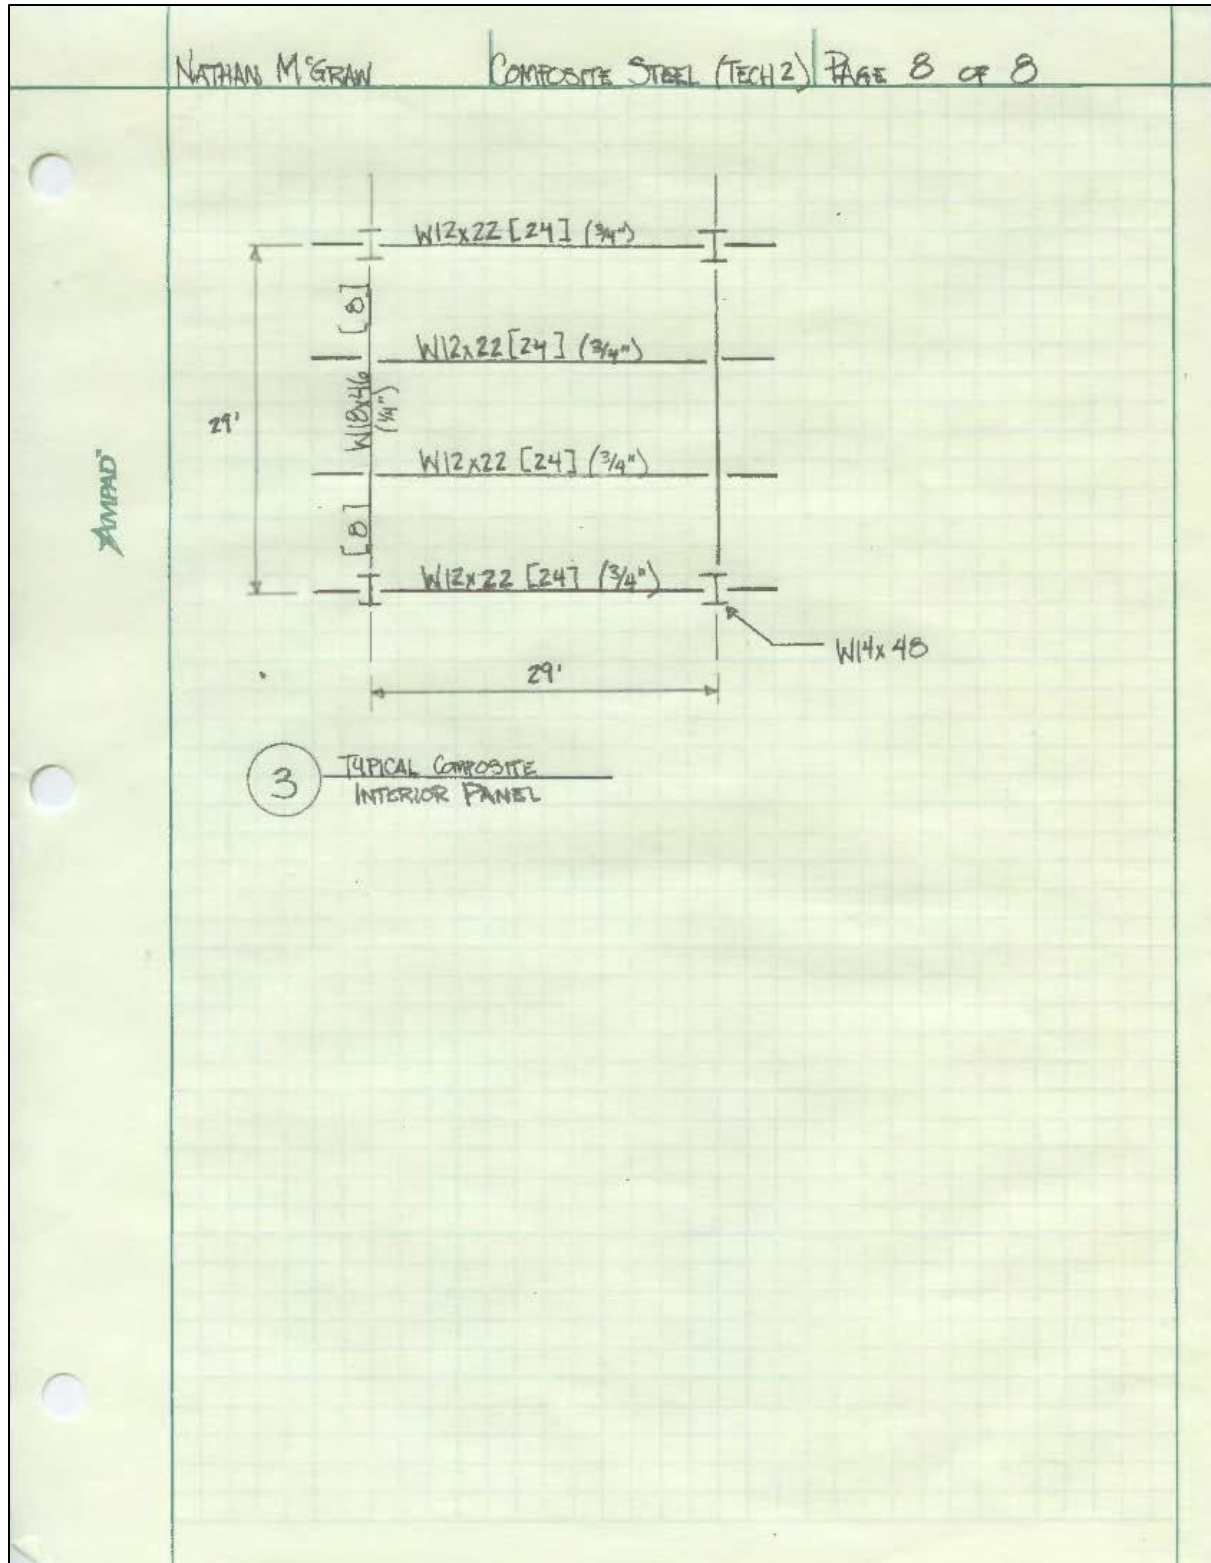 NATHAN McGRAW COMPOSITE STEEL (TECH 2) PAGE 8 OF 8
W12x22 [24] (3/4")
[8]
W12x22 [24] (3/4")
W18x46
(1/4")
29'
W12x22 [24] (3/4")
[8]
W12x22 [24] (3/4")
W14x48
29'
3 TYPICAL COMPOSITE
INTERIOR PANEL
AMPAD™